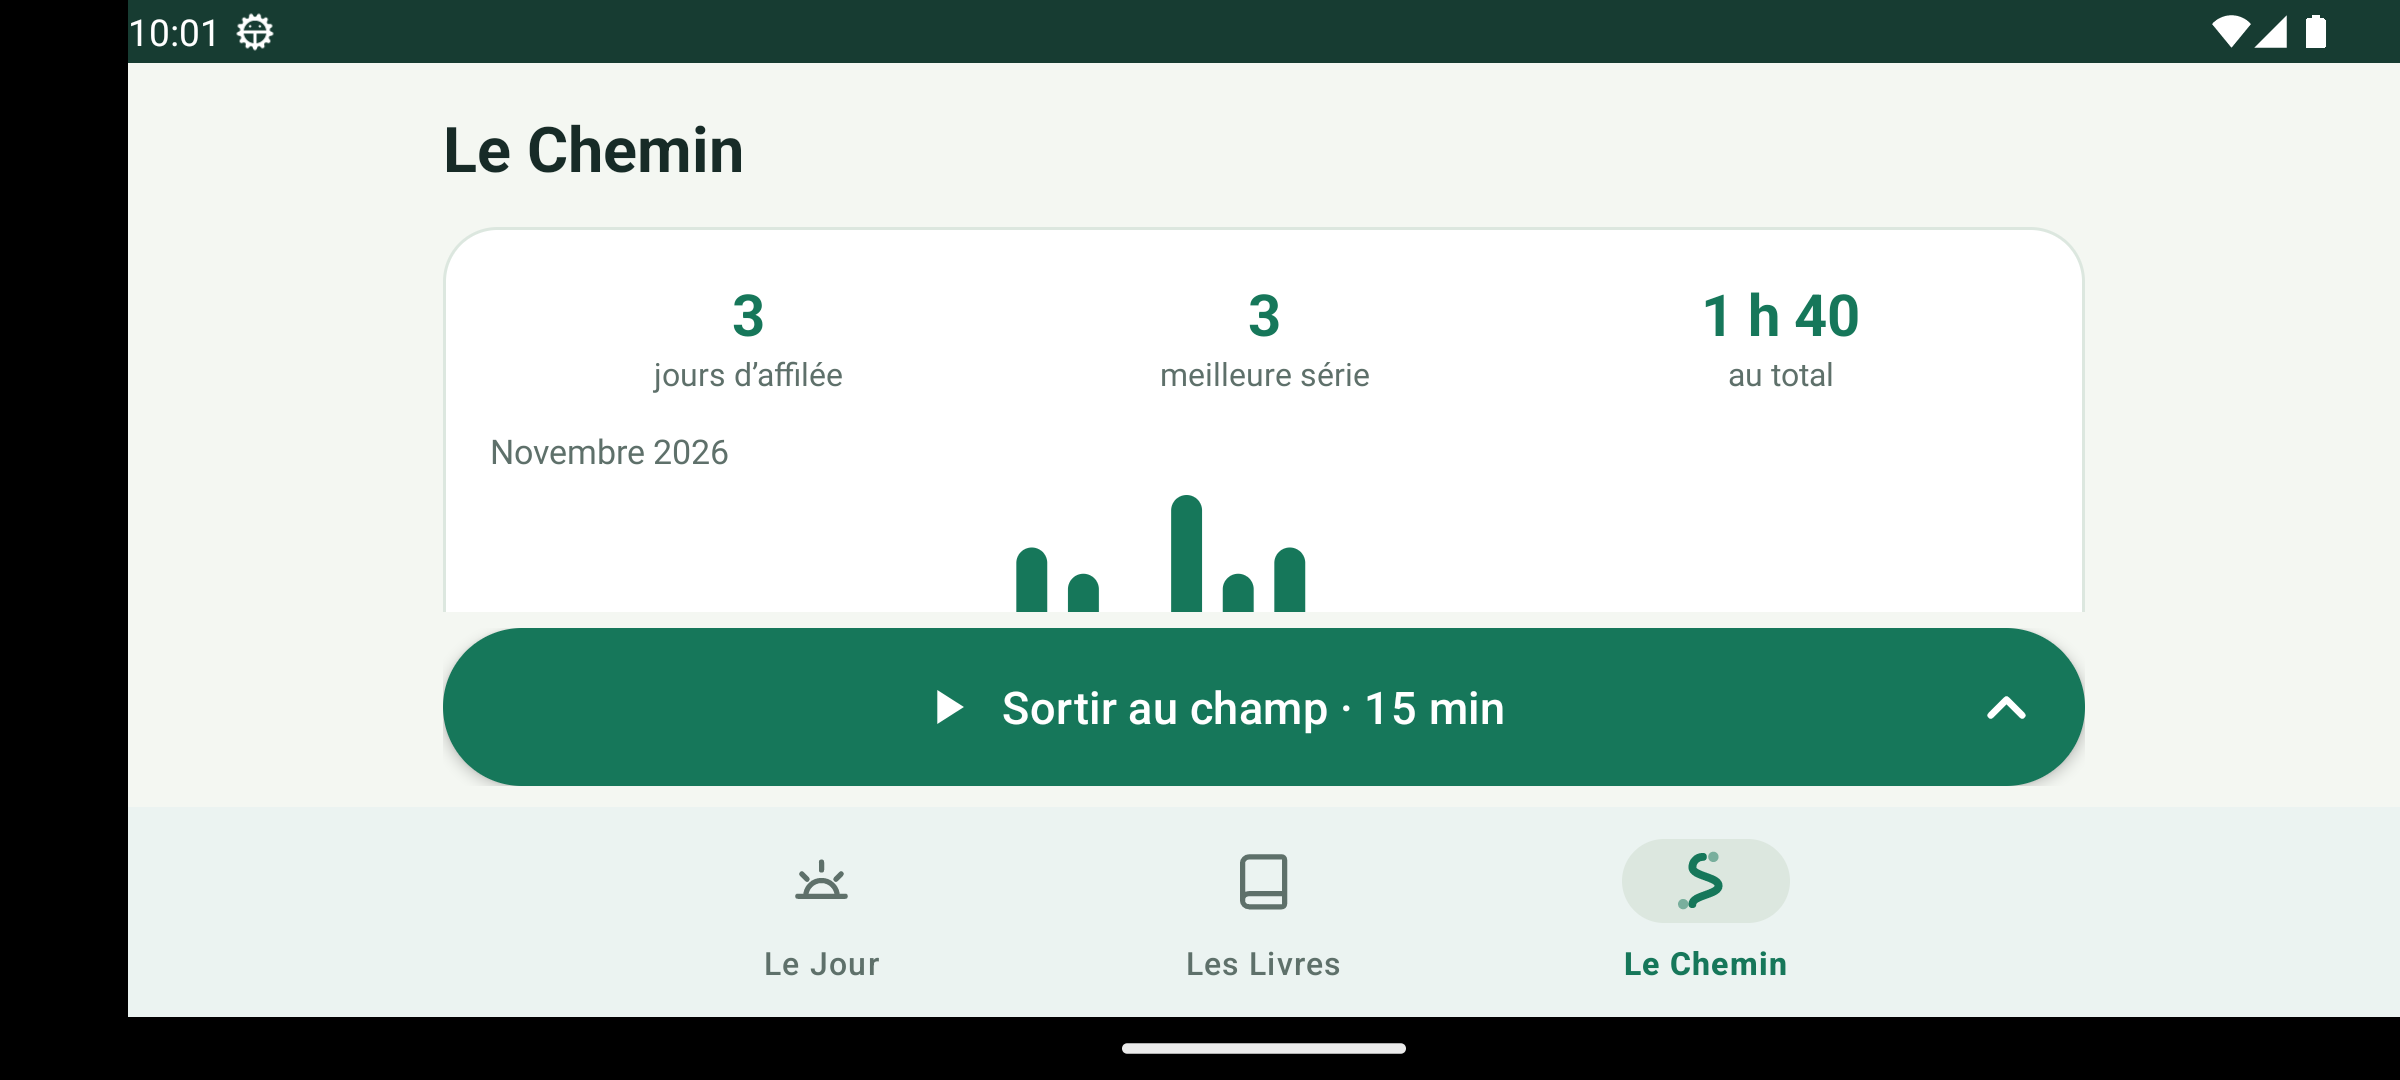 10:01
Le Chemin
3
jours d’affilée
3
meilleure série
1 h 40
au total
Novembre 2026
Sortir au champ · 15 min
Le Jour
Les Livres
Le Chemin